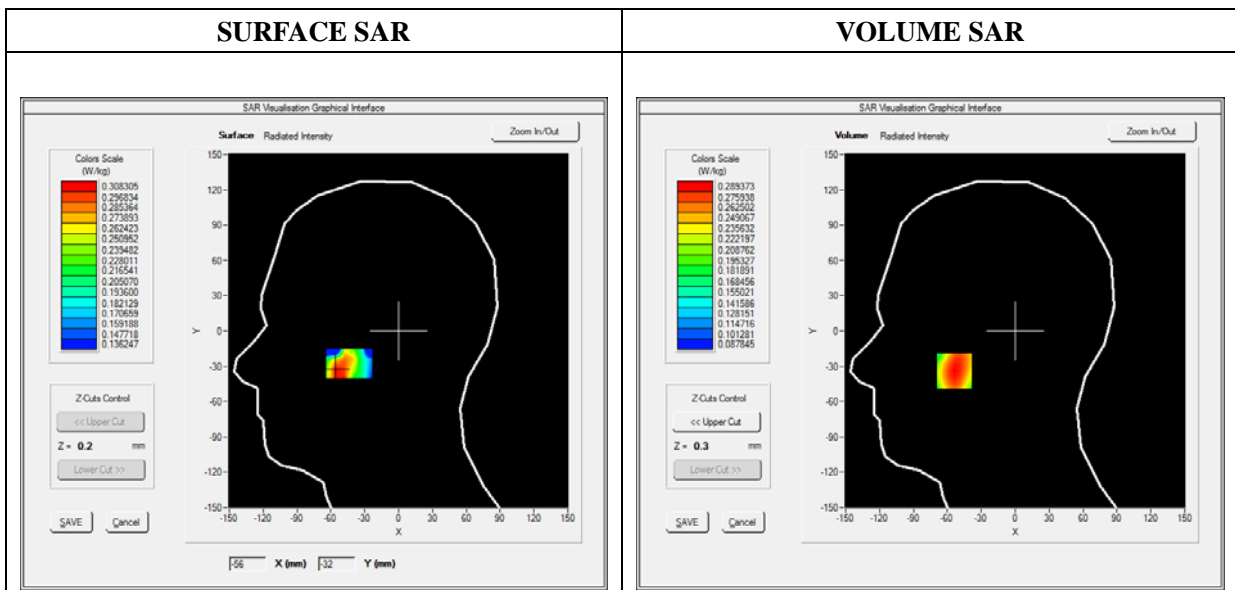 SURFACE SAR
VOLUME SAR
SAR Visualisation Graphical Interface
Surface Radiated Intensity
Zoom In/Out
Colors Scale
(W/kg)
0.308305
0.296834
0.285364
0.273893
0.262423
0.250952
0.239482
0.228011
0.216541
0.205070
0.193600
0.182129
0.170659
0.159188
0.147718
0.136247
Z-Cuts Control
<< Upper Cut
Z = 0.2 mm
Lower Cut >>
SAVE Cancel
150-
120-
90-
60-
30-
Y 0-
-30-
-60-
-90-
-120-
-150-
-150 -120 -90 -60 -30 0 30 60 90 120 150
X
-56 X (mm) -32 Y (mm)
SAR Visualisation Graphical Interface
Volume Radiated Intensity
Zoom In/Out
Colors Scale
(W/kg)
0.289373
0.275938
0.262502
0.249067
0.235632
0.222197
0.208762
0.195327
0.181891
0.168456
0.155021
0.141586
0.128151
0.114716
0.101281
0.087845
Z-Cuts Control
<< Upper Cut
Z = 0.3 mm
Lower Cut >>
SAVE Cancel
150-
120-
90-
60-
30-
Y 0-
-30-
-60-
-90-
-120-
-150-
-150 -120 -90 -60 -30 0 30 60 90 120 150
X